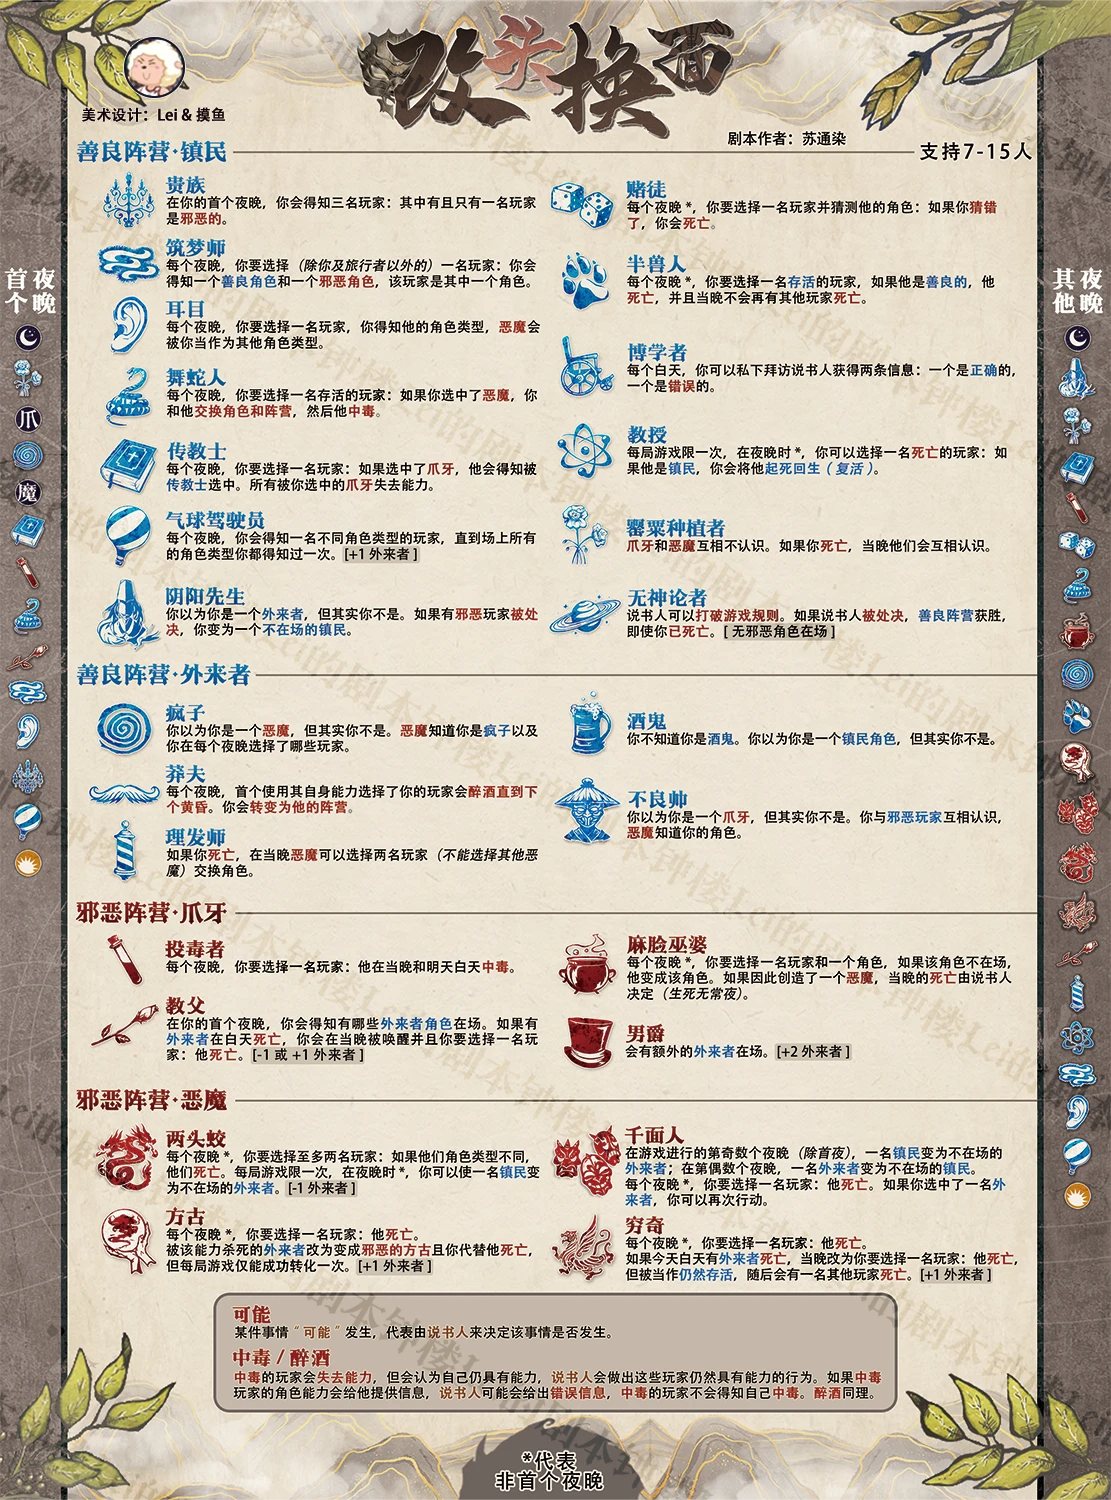 改头换面
美术设计：Lei & 摸鱼
剧本作者：苏通染
支持7-15人
善良阵营·镇民
贵族
在你的首个夜晚，你会得知三名玩家：其中有且只有一名玩家
是邪恶的。
筑梦师
每个夜晚，你要选择（除你及旅行者以外的）一名玩家：你会
得知一个善良角色和一个邪恶角色，该玩家是其中一个角色。
耳目
每个夜晚，你要选择一名玩家，你得知他的角色类型，恶魔会
被你当作为其他角色类型。
舞蛇人
每个夜晚，你要选择一名存活的玩家：如果你选中了恶魔，你
和他交换角色和阵营，然后他中毒。
传教士
每个夜晚，你要选择一名玩家：如果选中了爪牙，他会得知被
传教士选中。所有被你选中的爪牙失去能力。
气球驾驶员
每个夜晚，你会得知一名不同角色类型的玩家，直到场上所有
的角色类型你都得知过一次。[+1 外来者]
阴阳先生
你以为你是一个外来者，但其实你不是。如果有邪恶玩家被处
决，你变为一个不在场的镇民。
赌徒
每个夜晚 *，你要选择一名玩家并猜测他的角色：如果你猜错
了，你会死亡。
半兽人
每个夜晚 *，你要选择一名存活的玩家，如果他是善良的，他
死亡，并且当晚不会再有其他玩家死亡。
博学者
每个白天，你可以私下拜访说书人获得两条信息：一个是正确的，
一个是错误的。
教授
每局游戏限一次，在夜晚时 *，你可以选择一名死亡的玩家：如
果他是镇民，你会将他起死回生（复活）。
罂粟种植者
爪牙和恶魔互相不认识。如果你死亡，当晚他们会互相认识。
无神论者
说书人可以打破游戏规则。如果说书人被处决，善良阵营获胜，
即使你已死亡。[ 无邪恶角色在场 ]
善良阵营·外来者
疯子
你以为你是一个恶魔，但其实你不是。恶魔知道你是疯子以及
你在每个夜晚选择了哪些玩家。
莽夫
每个夜晚，首个使用其自身能力选择了你的玩家会醉酒直到下
个黄昏。你会转变为他的阵营。
理发师
如果你死亡，在当晚恶魔可以选择两名玩家（不能选择其他恶
魔）交换角色。
酒鬼
你不知道你是酒鬼。你以为你是一个镇民角色，但其实你不是。
不良帅
你以为你是一个爪牙，但其实你不是。你与邪恶玩家互相认识，
恶魔知道你的角色。
邪恶阵营·爪牙
投毒者
每个夜晚，你要选择一名玩家：他在当晚和明天白天中毒。
教父
在你的首个夜晚，你会得知有哪些外来者角色在场。如果有
外来者在白天死亡，你会在当晚被唤醒并且你要选择一名玩
家：他死亡。[-1 或 +1 外来者]
麻脸巫婆
每个夜晚 *，你要选择一名玩家和一个角色，如果该角色不在场，
他变成该角色。如果因此创造了一个恶魔，当晚的死亡由说书人
决定（生死无常夜）。
男爵
会有额外的外来者在场。[+2 外来者]
邪恶阵营·恶魔
两头蛟
每个夜晚 *，你要选择至多两名玩家：如果他们角色类型不同，
他们死亡。每局游戏限一次，在夜晚时 *，你可以使一名镇民变
为不在场的外来者。[-1 外来者]
方古
每个夜晚 *，你要选择一名玩家：他死亡。
被该能力杀死的外来者改为变成邪恶的方古且你代替他死亡，
但每局游戏仅能成功转化一次。[+1 外来者]
千面人
在游戏进行的第奇数个夜晚（除首夜），一名镇民变为不在场的
外来者；在第偶数个夜晚，一名外来者变为不在场的镇民。
每个夜晚 *，你要选择一名玩家：他死亡。如果你选中了一名外
来者，你可以再次行动。
穷奇
每个夜晚 *，你要选择一名玩家：他死亡。
如果今天白天有外来者死亡，当晚改为你要选择一名玩家：他死亡，
但被当作仍然存活，随后会有一名其他玩家死亡。[+1 外来者]
可能
某件事情“可能”发生，代表由说书人来决定该事情是否发生。
中毒 / 醉酒
中毒的玩家会失去能力，但会认为自己仍具有能力，说书人会做出这些玩家仍然具有能力的行为。如果中毒
玩家的角色能力会给他提供信息，说书人可能会给出错误信息，中毒的玩家不会得知自己中毒。醉酒同理。
*代表
非首个夜晚
首个夜晚
爪
魔
其他夜晚